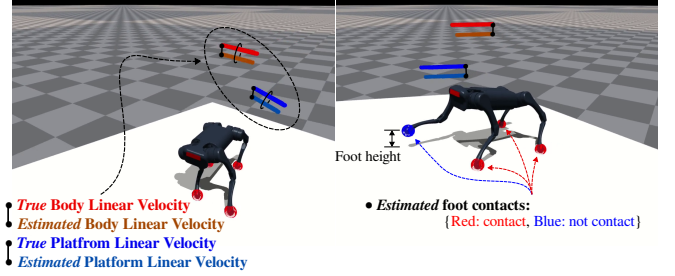 Foot height
True Body Linear Velocity
Estimated Body Linear Velocity
True Platfrom Linear Velocity
Estimated Platform Linear Velocity
• Estimated foot contacts:
{Red: contact, Blue: not contact}